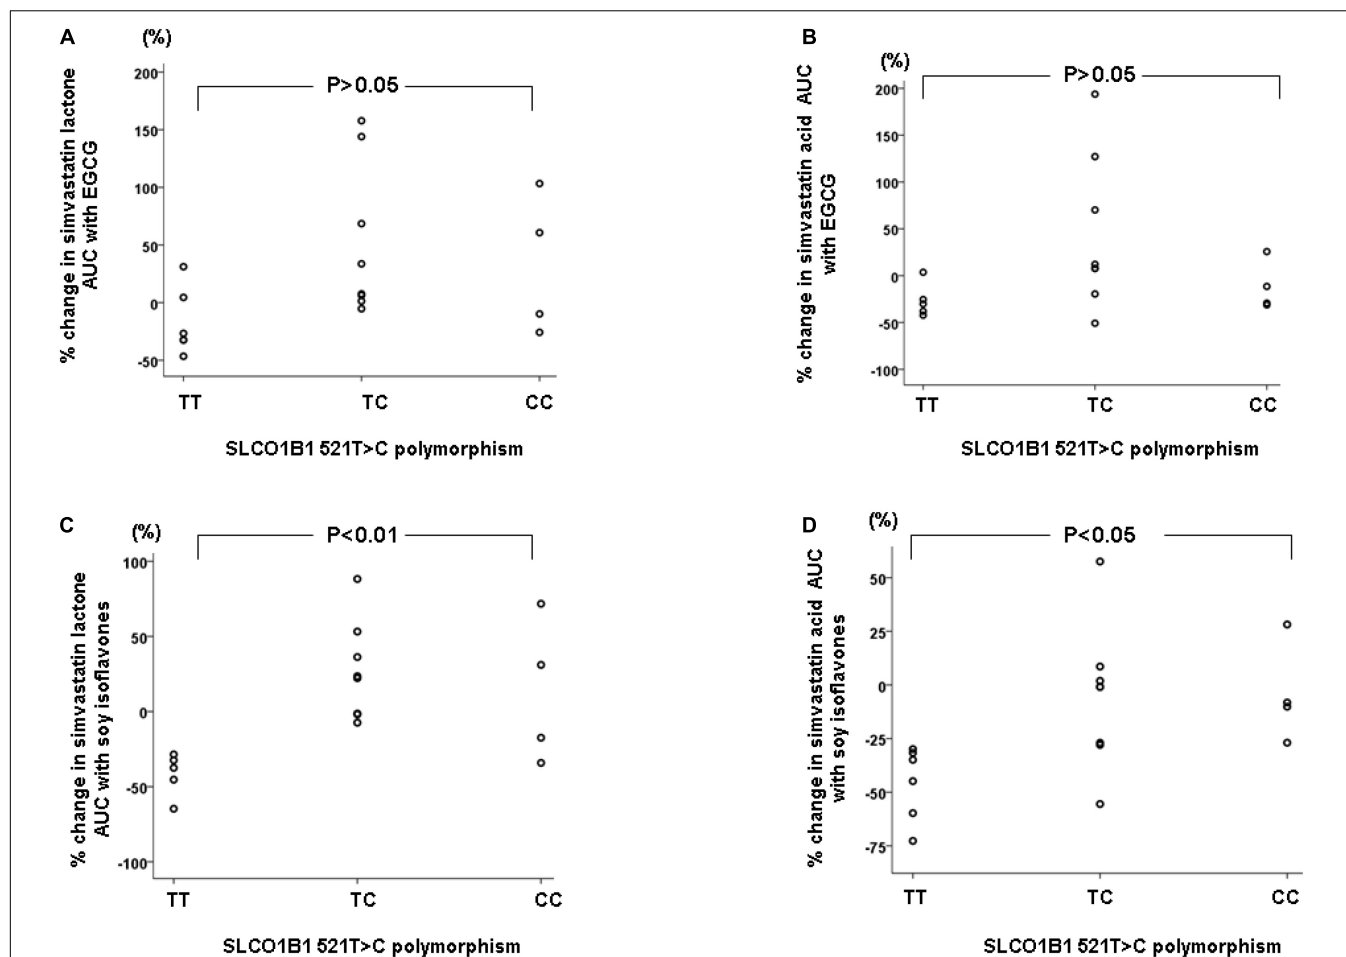 A
(%)
% change in simvastatin lactone
AUC with EGCG
P>0.05
200
150
100
50
0
-50
TT
TC
CC
SLCO1B1 521T>C polymorphism
B
(%)
% change in simvastatin acid AUC
with EGCG
P>0.05
200
150
100
50
0
-50
-100
TT
TC
CC
SLCO1B1 521T>C polymorphism
C
(%)
% change in simvastatin lactone
AUC with soy isoflavones
P<0.01
100
50
0
-50
-100
TT
TC
CC
SLCO1B1 521T>C polymorphism
D
(%)
% change in simvastatin acid AUC
with soy isoflavones
P<0.05
50
25
0
-25
-50
-75
TT
TC
CC
SLCO1B1 521T>C polymorphism